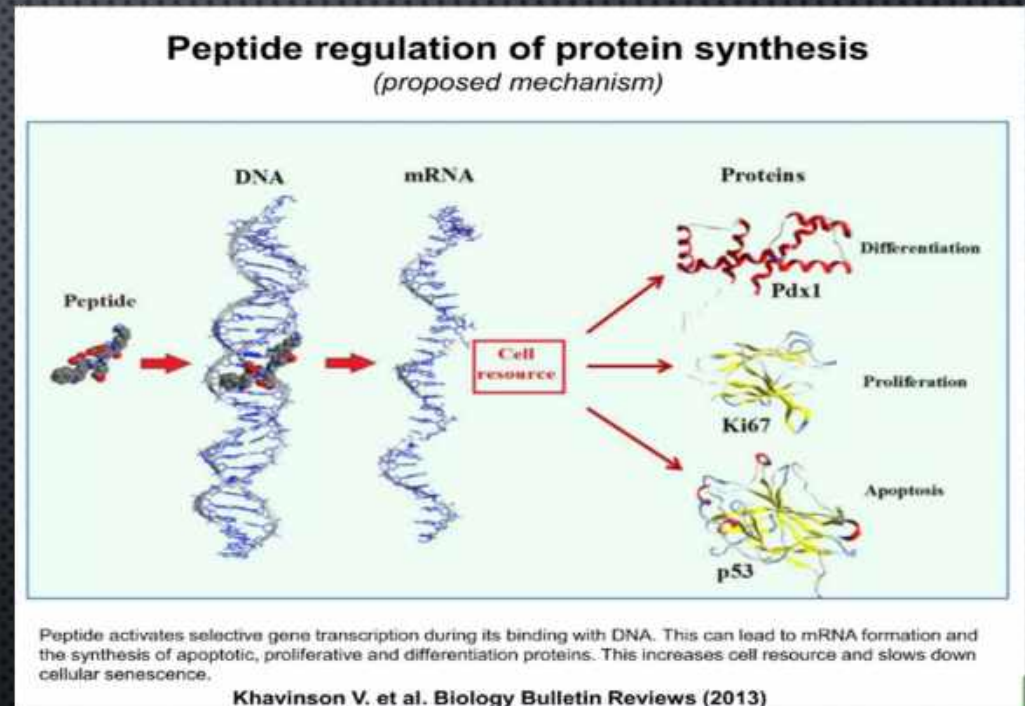 Peptide regulation of protein synthesis
(proposed mechanism)
DNA
mRNA
Proteins
Peptide
Cell
resource
Differentiation
Pdx1
Proliferation
Ki67
Apoptosis
p53
Peptide activates selective gene transcription during its binding with DNA. This can lead to mRNA formation and
the synthesis of apoptotic, proliferative and differentiation proteins. This increases cell resource and slows down
cellular senescence.
Khavinson V. et al. Biology Bulletin Reviews (2013)